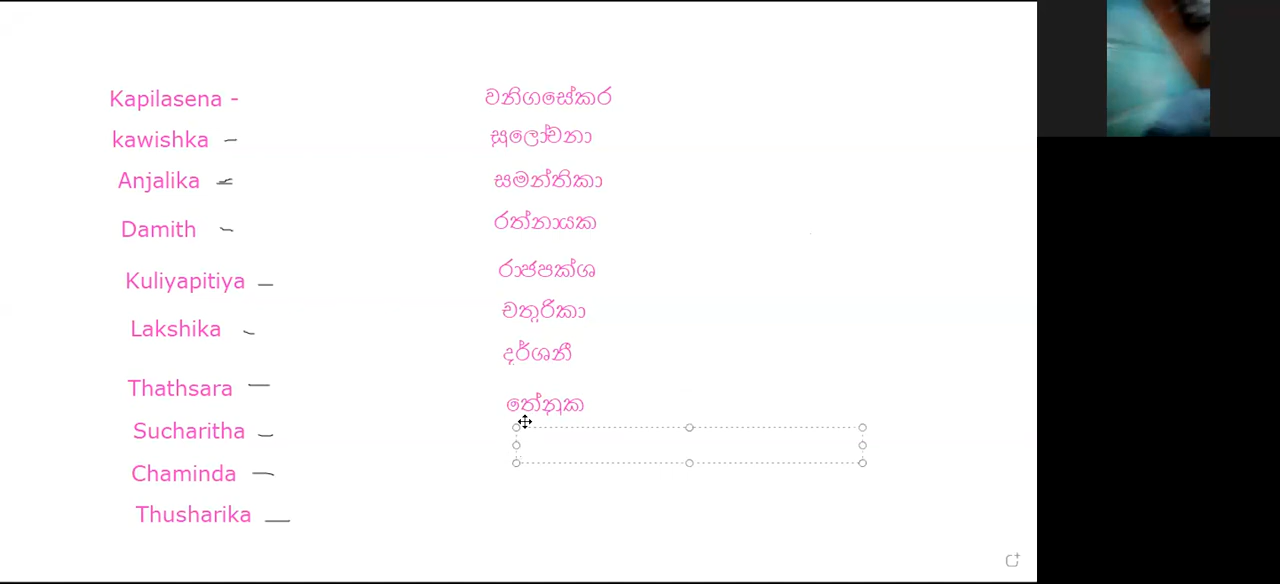 Kapilasena -
kawishka -
Anjalika -
Damith -
Kuliyapitiya -
Lakshika -
Thathsara -
Sucharitha -
Chaminda -
Thusharika -
වනිගසේකර
සුලෝචනා
සමන්තිකා
රත්නායක
රාජපක්ශ
චතුරිකා
දර්ශනී
තේනුක